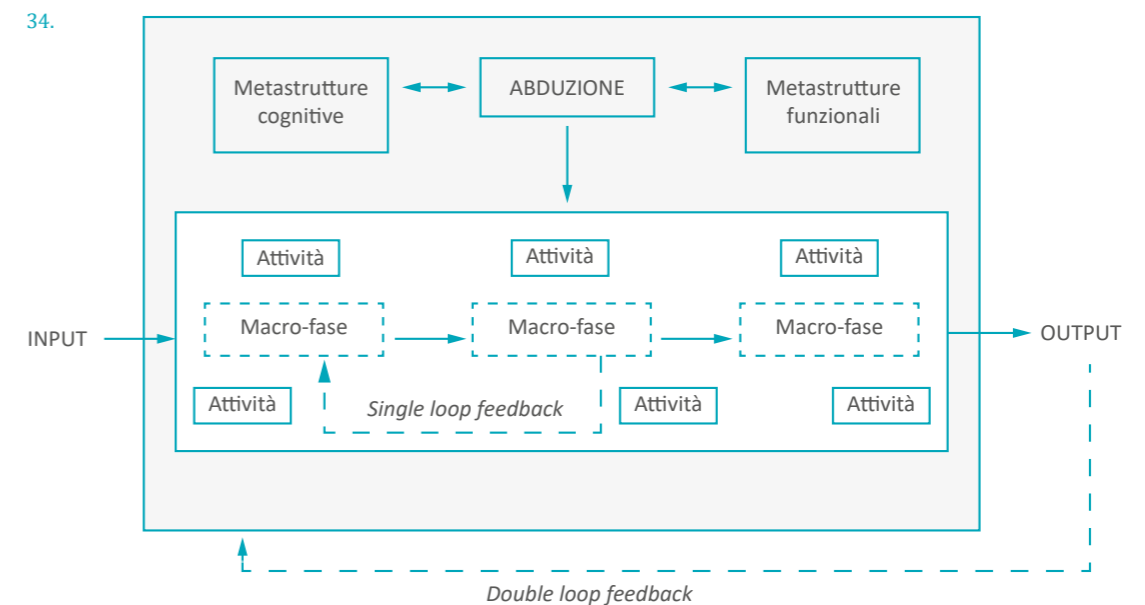 34.
Metastrutture
cognitive
ABDUZIONE
Metastrutture
funzionali
Attività
Attività
Attività
INPUT
Macro-fase
Macro-fase
Macro-fase
OUTPUT
Attività
Single loop feedback
Attività
Attività
Double loop feedback